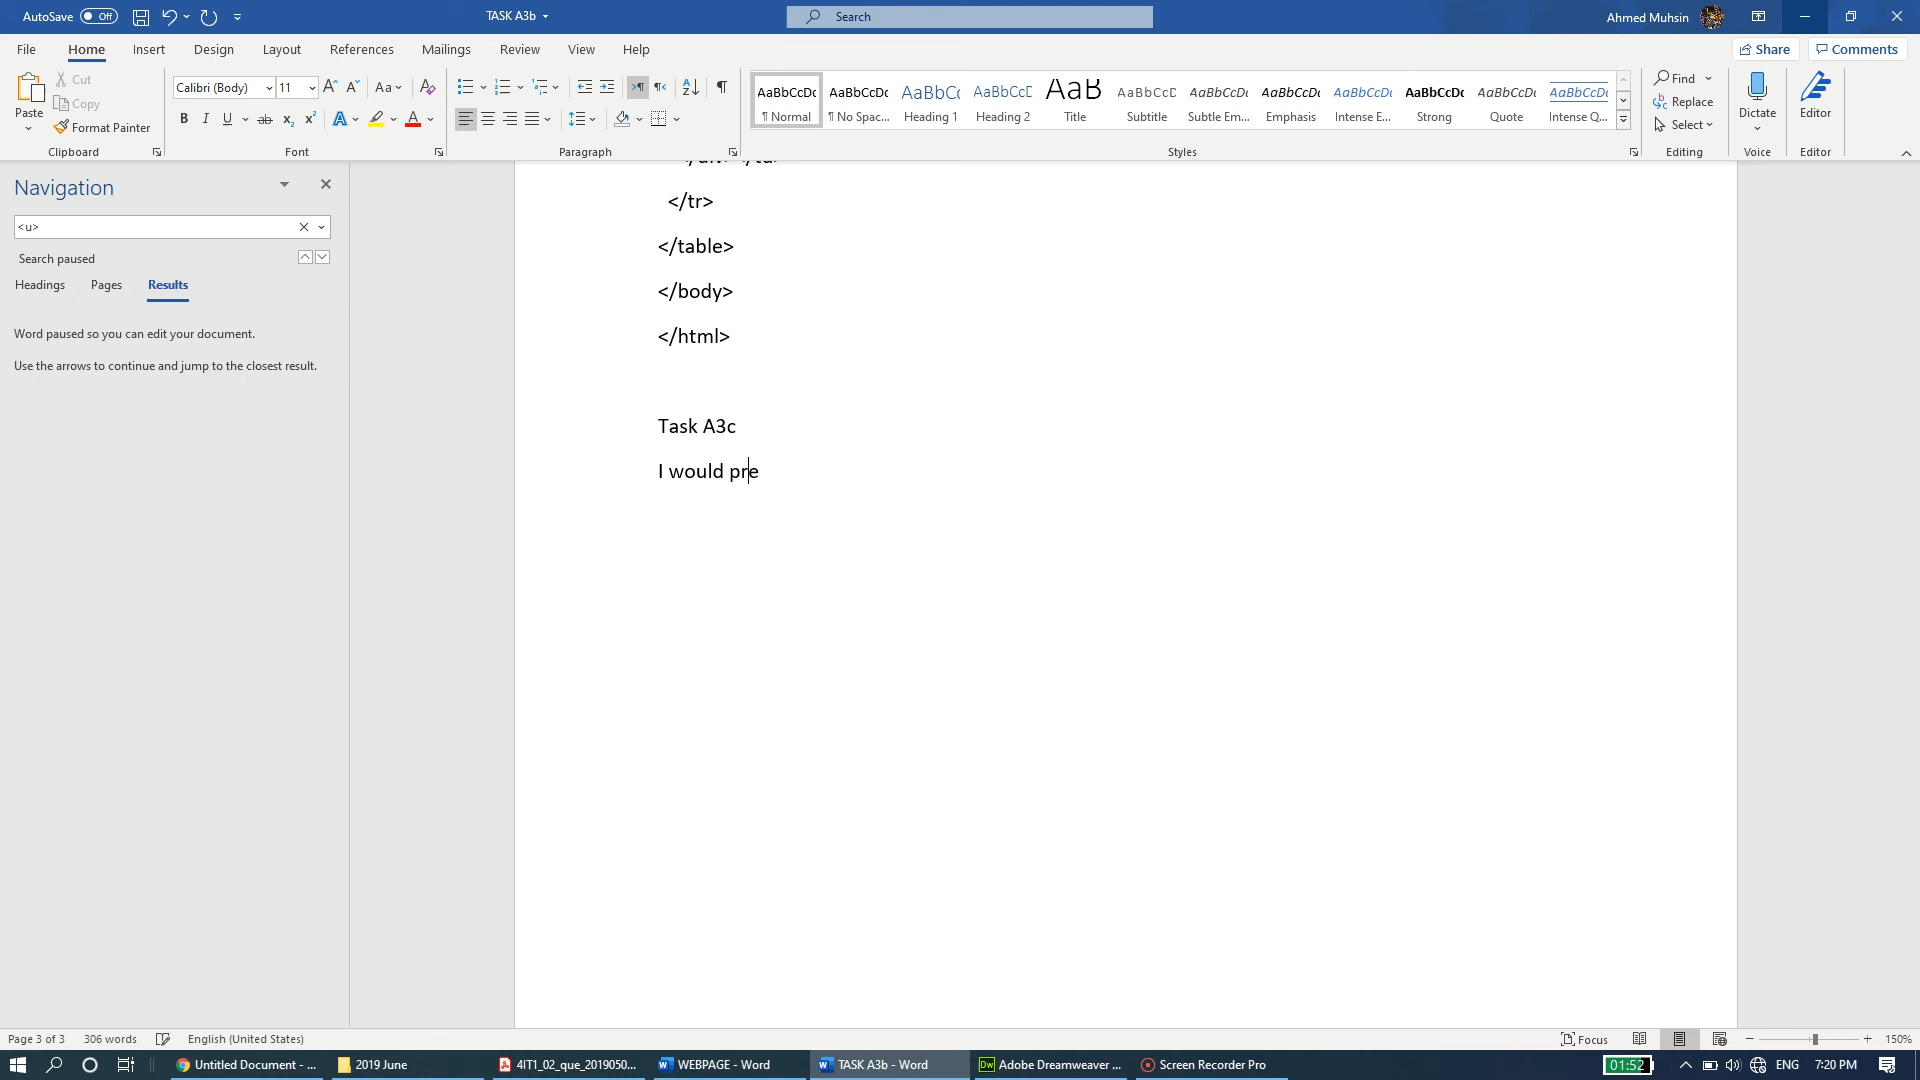 AutoSave Off TASK A3b Search Ahmed Muhsin
File Home Insert Design Layout References Mailings Review View Help Share Comments
Paste Cut Copy Format Painter
Clipboard
Calibri (Body) 11 Aa
B I U ab x2 x2 A A
Font
Paragraph
AaBbCcDc AaBbCcDc AaBbCc AaBbCcE AaB AaBbCcD AaBbCcDc AaBbCcDc AaBbCcDc AaBbCcDc AaBbCcDc AaBbCcDc
¶ Normal ¶ No Spac... Heading 1 Heading 2 Title Subtitle Subtle Em... Emphasis Intense E... Strong Quote Intense Q...
Styles
Find
Replace
Select
Editing
Dictate
Voice
Editor
Editor
Navigation
<u>
Search paused
Headings Pages Results
Word paused so you can edit your document.
Use the arrows to continue and jump to the closest result.
</tr>
</table>
</body>
</html>
Task A3c
I would pre
Page 3 of 3 306 words English (United States) Focus 150%
Untitled Document - ... 2019 June 4IT1_02_que_2019050... WEBPAGE - Word TASK A3b - Word Adobe Dreamweaver ... Screen Recorder Pro 01:52 ENG 7:20 PM